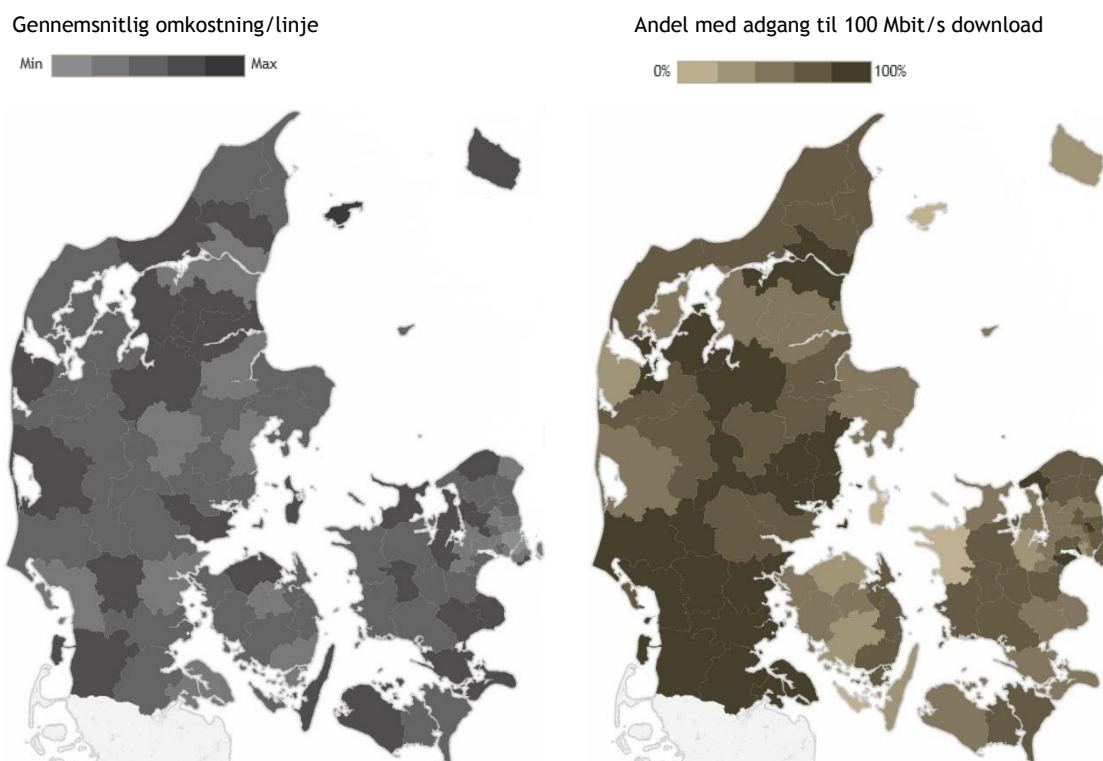 Gennemsnitlig omkostning/linje
Min Max
Andel med adgang til 100 Mbit/s download
0% 100%